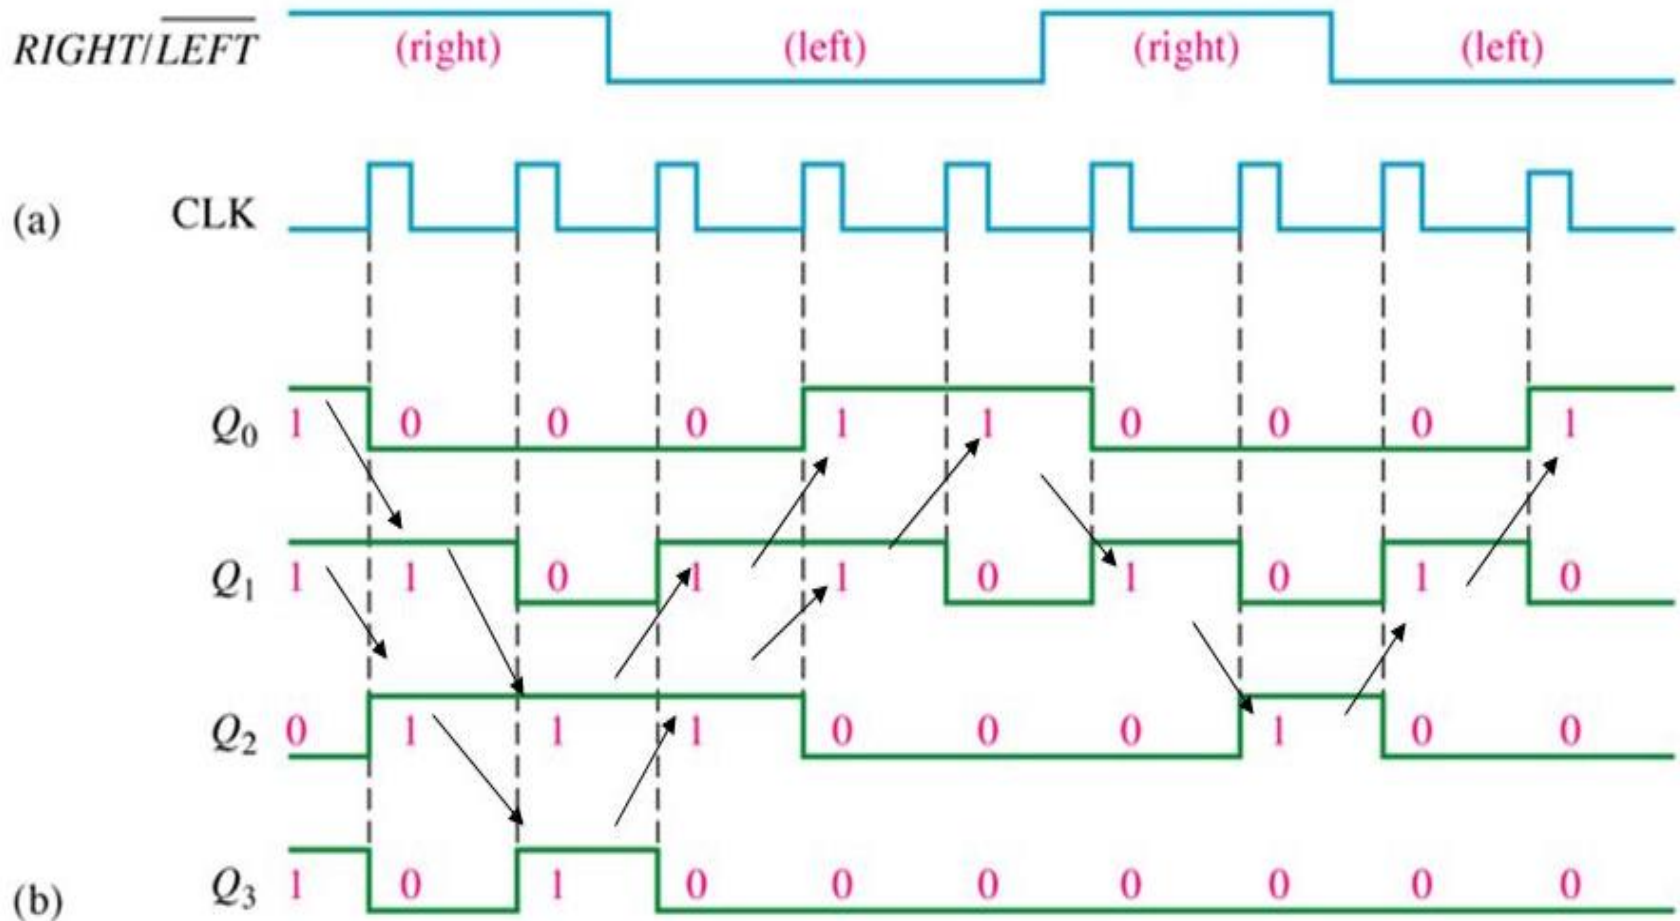 RIGHT/LEFT (right) (left) (right) (left)
(a) CLK
Q0 1 0 0 0 1 1 0 0 0 1
Q1 1 1 0 1 1 0 1 0 1 0
Q2 0 1 1 1 0 0 0 1 0 0
(b) Q3 1 0 1 0 0 0 0 0 0 0